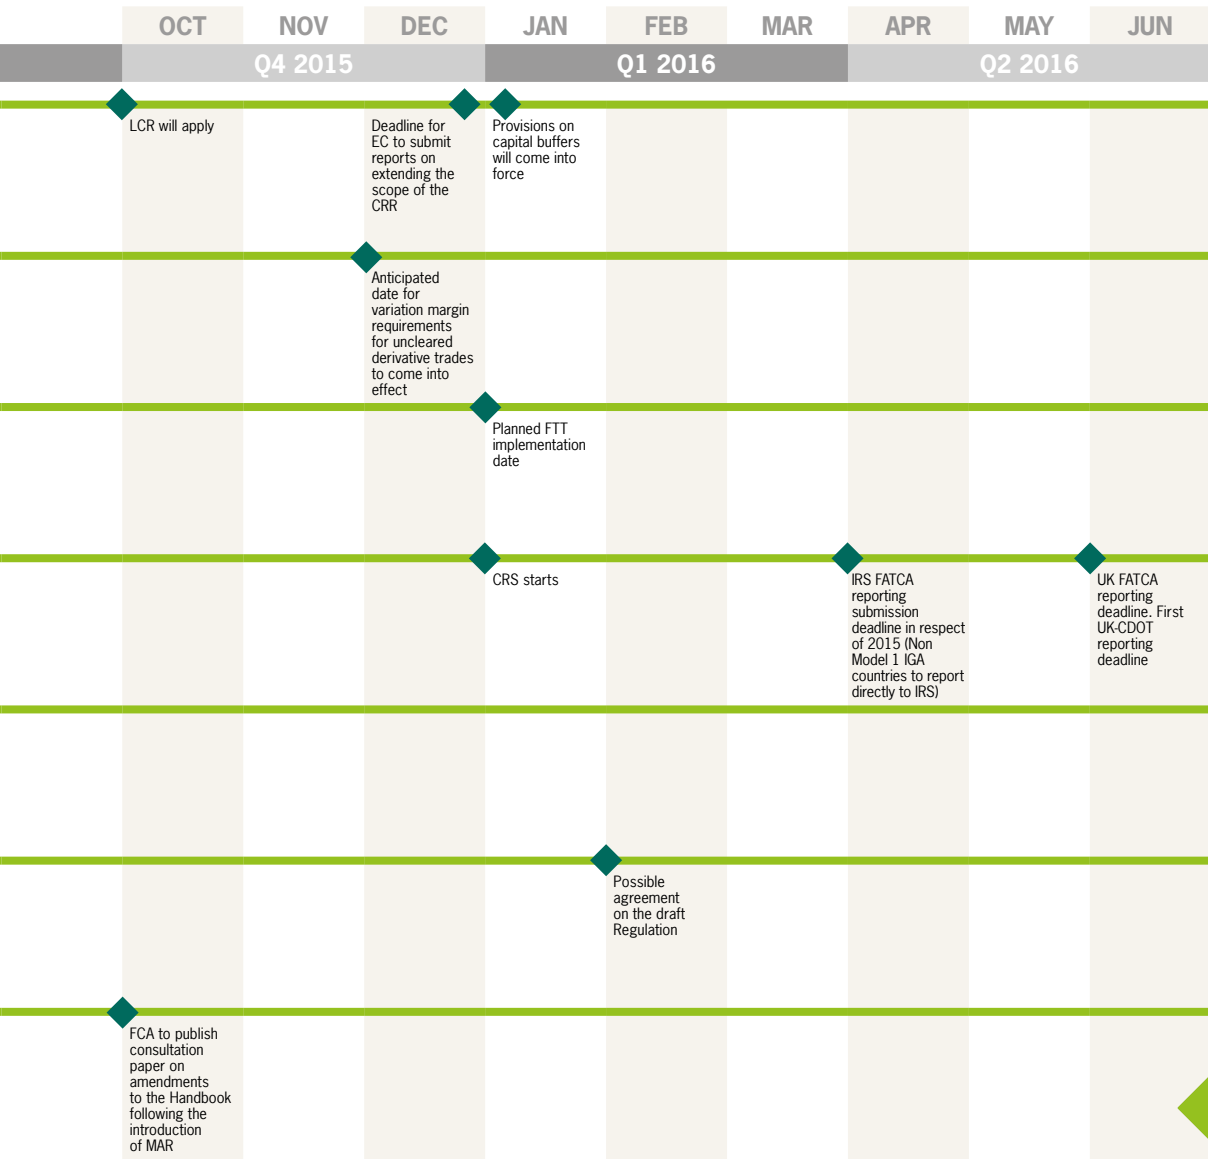 OCT NOV DEC JAN FEB MAR APR MAY JUN
Q4 2015 Q1 2016 Q2 2016
LCR will apply
Deadline for
EC to submit
reports on
extending the
scope of the
CRR
Provisions on
capital buffers
will come into
force
Anticipated
date for
variation margin
requirements
for uncleared
derivative trades
to come into
effect
Planned FTT
implementation
date
CRS starts
IRS FATCA
reporting
submission
deadline in respect
of 2015 (Non
Model 1 IGA
countries to report
directly to IRS)
UK FATCA
reporting
deadline. First
UK-CDOT
reporting
deadline
Possible
agreement
on the draft
Regulation
FCA to publish
consultation
paper on
amendments
to the Handbook
following the
introduction
of MAR